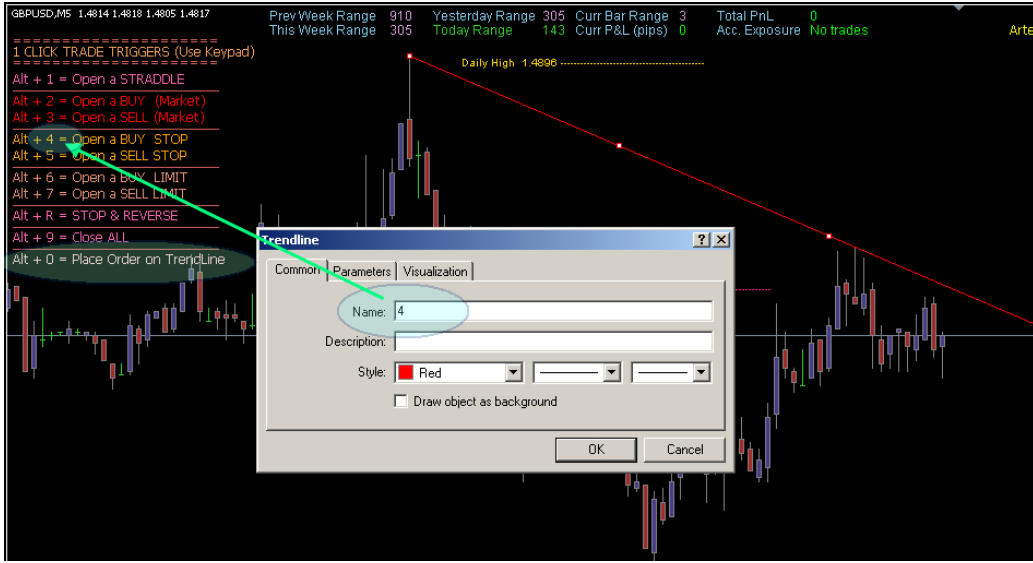 GBPUSD,M5 1.4814 1.4818 1.4805 1.4817
Prev Week Range 910 Yesterday Range 305 Curr Bar Range 3 Total PnL 0
This Week Range 305 Today Range 143 Curr P&L (pips) 0 Acc. Exposure No trades
Arte
====================
1 CLICK TRADE TRIGGERS (Use Keypad)
====================
Daily High 1.4896
Alt + 1 = Open a STRADDLE
Alt + 2 = Open a BUY (Market)
Alt + 3 = Open a SELL (Market)
Alt + 4 = Open a BUY STOP
Alt + 5 = Open a SELL STOP
Alt + 6 = Open a BUY LIMIT
Alt + 7 = Open a SELL LIMIT
Alt + R = STOP & REVERSE
Alt + 9 = Close ALL
Alt + 0 = Place Order on TrendLine
Trendline
Common Parameters Visualization
Name: 4
Description:
Style: Red
Draw object as background
OK Cancel